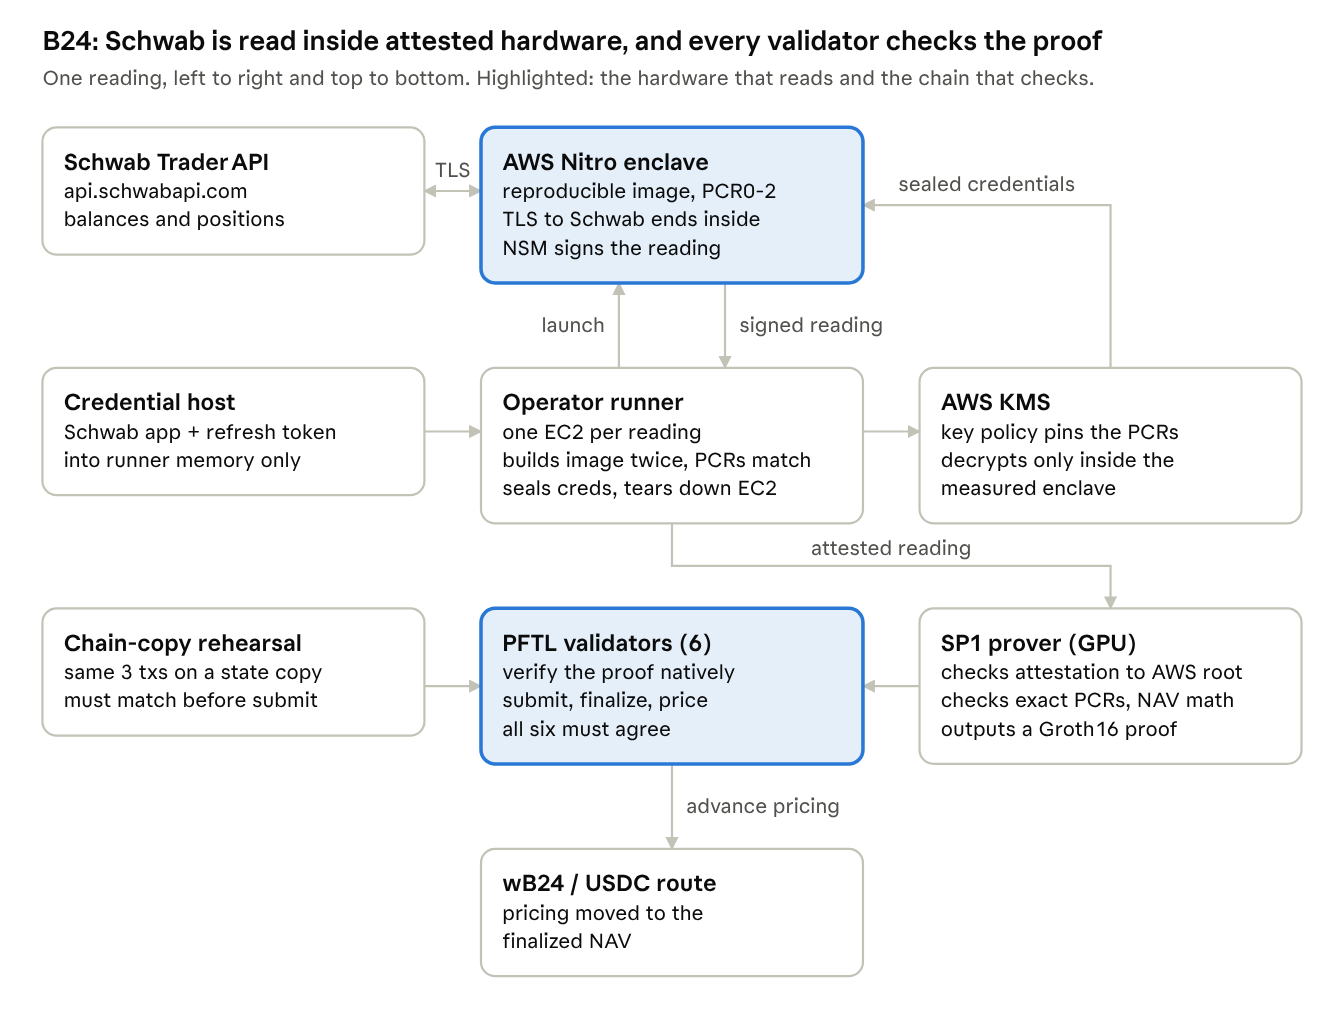 B24: Schwab is read inside attested hardware, and every validator checks the proof
One reading, left to right and top to bottom. Highlighted: the hardware that reads and the chain that checks.
Schwab Trader API
api.schwabapi.com
balances and positions
TLS
AWS Nitro enclave
reproducible image, PCR0-2
TLS to Schwab ends inside
NSM signs the reading
sealed credentials
launch
signed reading
Credential host
Schwab app + refresh token
into runner memory only
Operator runner
one EC2 per reading
builds image twice, PCRs match
seals creds, tears down EC2
AWS KMS
key policy pins the PCRs
decrypts only inside the
measured enclave
attested reading
Chain-copy rehearsal
same 3 txs on a state copy
must match before submit
PFTL validators (6)
verify the proof natively
submit, finalize, price
all six must agree
SP1 prover (GPU)
checks attestation to AWS root
checks exact PCRs, NAV math
outputs a Groth16 proof
advance pricing
wB24 / USDC route
pricing moved to the
finalized NAV